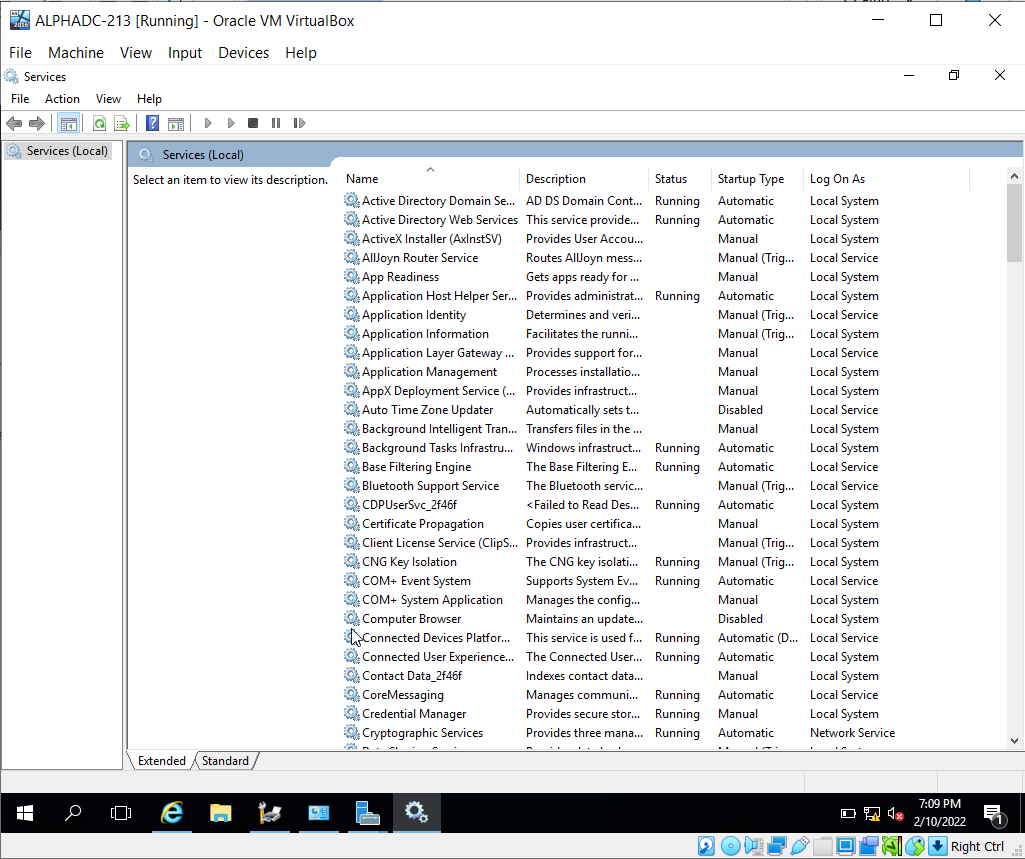 ALPHADC-213 [Running] - Oracle VM VirtualBox
File Machine View Input Devices Help
Services
File Action View Help
Services (Local)
Services (Local)
Select an item to view its description.
Name Description Status Startup Type Log On As
Active Directory Domain Se... AD DS Domain Cont... Running Automatic Local System
Active Directory Web Services This service provide... Running Automatic Local System
ActiveX Installer (AxInstSV) Provides User Accou... Manual Local System
AllJoyn Router Service Routes AllJoyn mess... Manual (Trig... Local Service
App Readiness Gets apps ready for ... Manual Local System
Application Host Helper Ser... Provides administrat... Running Automatic Local System
Application Identity Determines and veri... Manual (Trig... Local Service
Application Information Facilitates the runni... Manual (Trig... Local System
Application Layer Gateway ... Provides support for... Manual Local Service
Application Management Processes installatio... Manual Local System
AppX Deployment Service (... Provides infrastruct... Manual Local System
Auto Time Zone Updater Automatically sets t... Disabled Local Service
Background Intelligent Tran... Transfers files in the ... Manual Local System
Background Tasks Infrastru... Windows infrastruct... Running Automatic Local System
Base Filtering Engine The Base Filtering E... Running Automatic Local Service
Bluetooth Support Service The Bluetooth servic... Manual (Trig... Local Service
CDPUserSvc_2f46f <Failed to Read Des... Running Automatic Local System
Certificate Propagation Copies user certifica... Manual Local System
Client License Service (ClipS... Provides infrastruct... Manual (Trig... Local System
CNG Key Isolation The CNG key isolati... Running Manual (Trig... Local System
COM+ Event System Supports System Ev... Running Automatic Local Service
COM+ System Application Manages the config... Manual Local System
Computer Browser Maintains an update... Disabled Local System
Connected Devices Platfor... This service is used f... Running Automatic (D... Local Service
Connected User Experience... The Connected User... Running Automatic Local System
Contact Data_2f46f Indexes contact data... Manual Local System
CoreMessaging Manages communi... Running Automatic Local Service
Credential Manager Provides secure stor... Running Manual Local System
Cryptographic Services Provides three mana... Running Automatic Network Service
Extended Standard
7:09 PM
2/10/2022
1
Right Ctrl